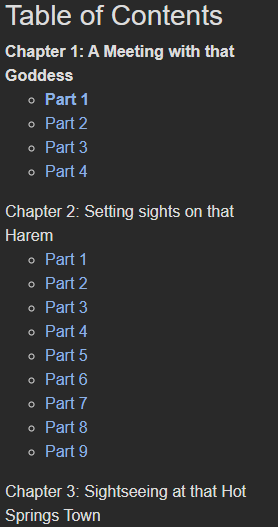 Table of Contents
Chapter 1: A Meeting with that
Goddess
Part 1
Part 2
Part 3
Part 4
Chapter 2: Setting sights on that
Harem
Part 1
Part 2
Part 3
Part 4
Part 5
Part 6
Part 7
Part 8
Part 9
Chapter 3: Sightseeing at that Hot
Springs Town